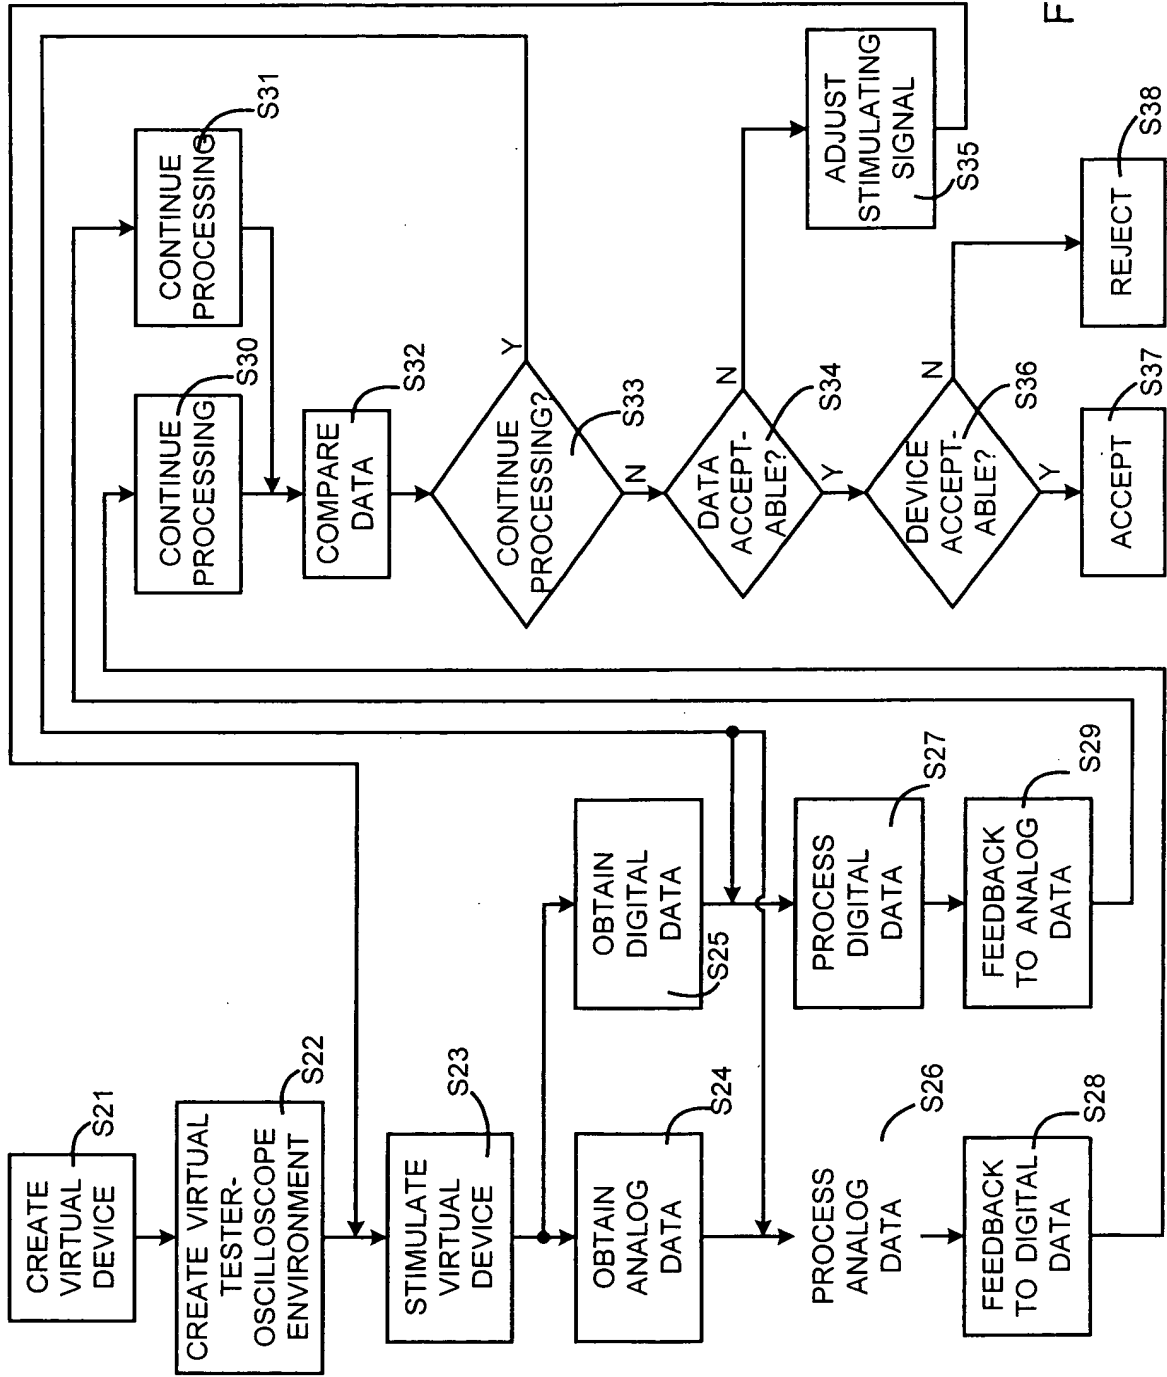 CREATE
VIRTUAL
DEVICE
S21
CREATE VIRTUAL
TESTER-
OSCILLOSCOPE
ENVIRONMENT
S22
STIMULATE
VIRTUAL
DEVICE
S23
OBTAIN
ANALOG
DATA
S24
OBTAIN
DIGITAL
DATA
S25
PROCESS
ANALOG
DATA
S26
PROCESS
DIGITAL
DATA
S27
FEEDBACK
TO DIGITAL
DATA
S28
FEEDBACK
TO ANALOG
DATA
S29
CONTINUE
PROCESSING
S30
CONTINUE
PROCESSING
S31
COMPARE
DATA
S32
CONTINUE
PROCESSING?
S33
Y
N
DATA
ACCEPT-
ABLE?
S34
N
Y
ADJUST
STIMULATING
SIGNAL
S35
DEVICE
ACCEPT-
ABLE?
S36
N
Y
ACCEPT
S37
REJECT
S38
F